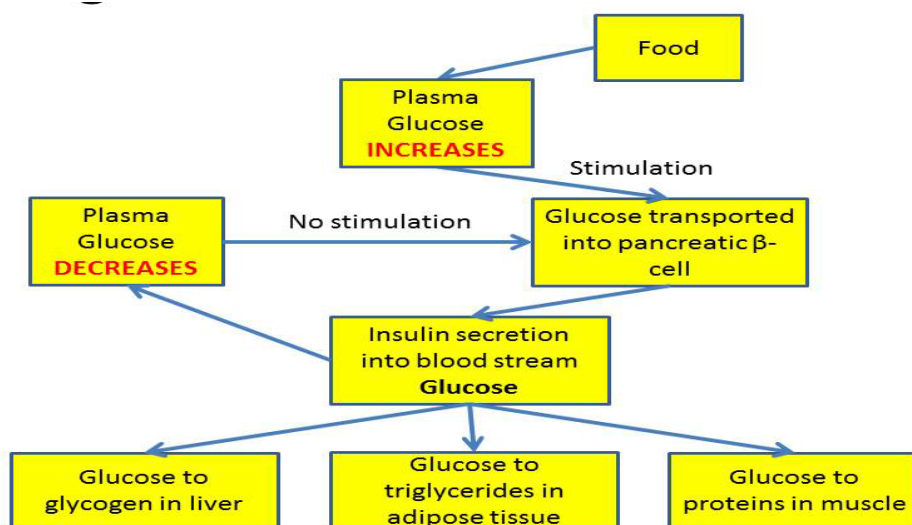 Food
Plasma
Glucose
INCREASES
Stimulation
Plasma
Glucose
DECREASES
No stimulation
Glucose transported
into pancreatic β-
cell
Insulin secretion
into blood stream
Glucose
Glucose to
glycogen in liver
Glucose to
triglycerides in
adipose tissue
Glucose to
proteins in muscle